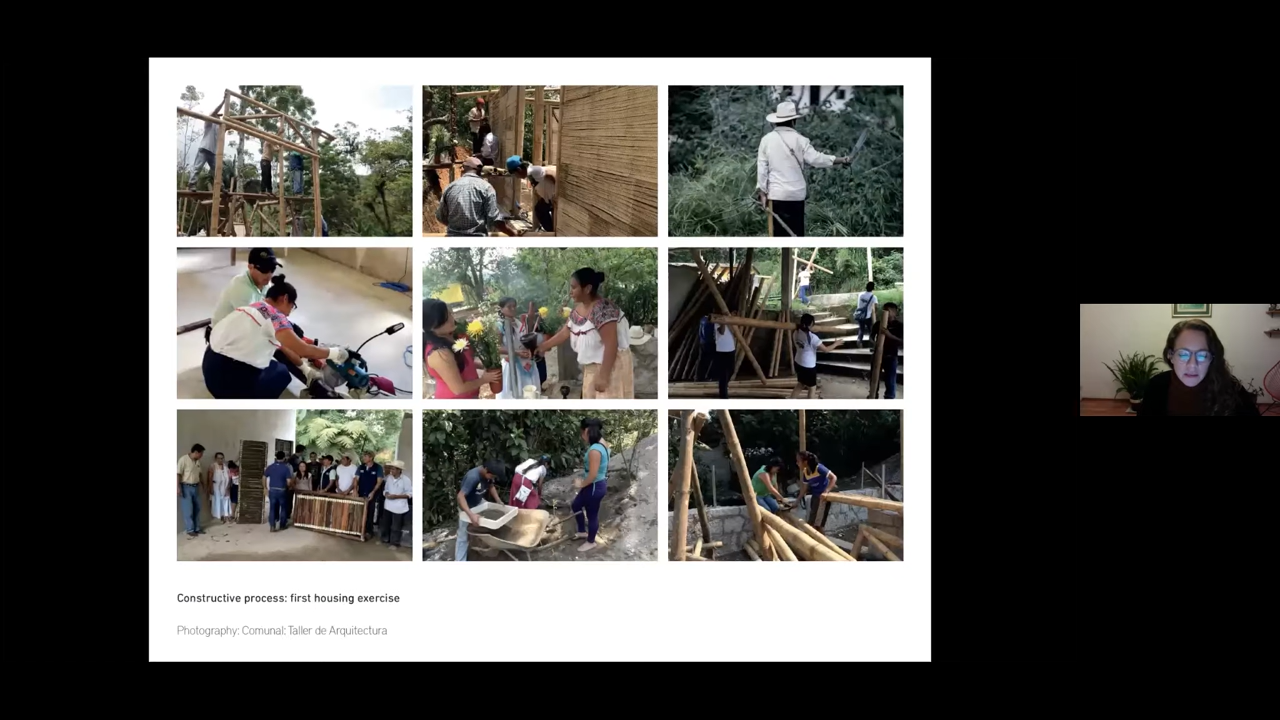 Constructive process: first housing exercise
Photography: Comunal: Taller de Arquitectura